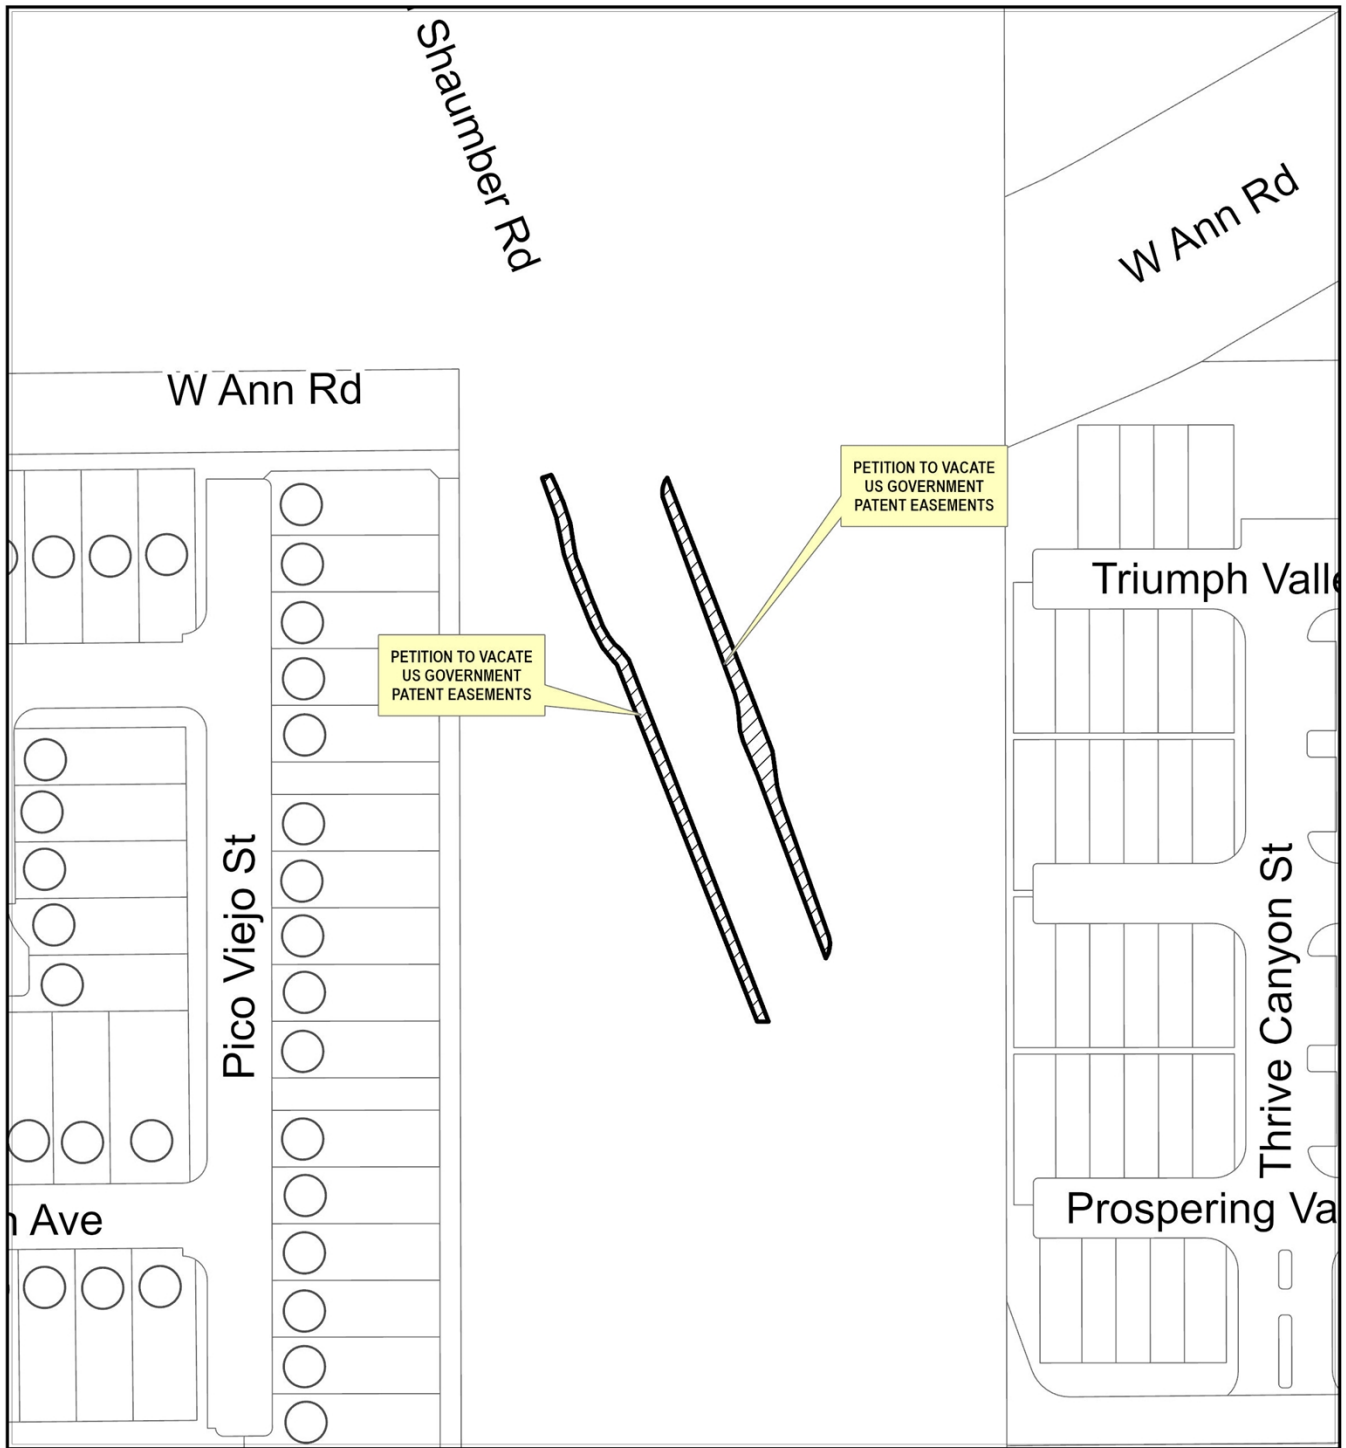 Shaumber Rd
W Ann Rd
W Ann Rd
PETITION TO VACATE
US GOVERNMENT
PATENT EASEMENTS
Triumph Valle
PETITION TO VACATE
US GOVERNMENT
PATENT EASEMENTS
Pico Viejo St
Thrive Canyon St
Prospering Va
n Ave